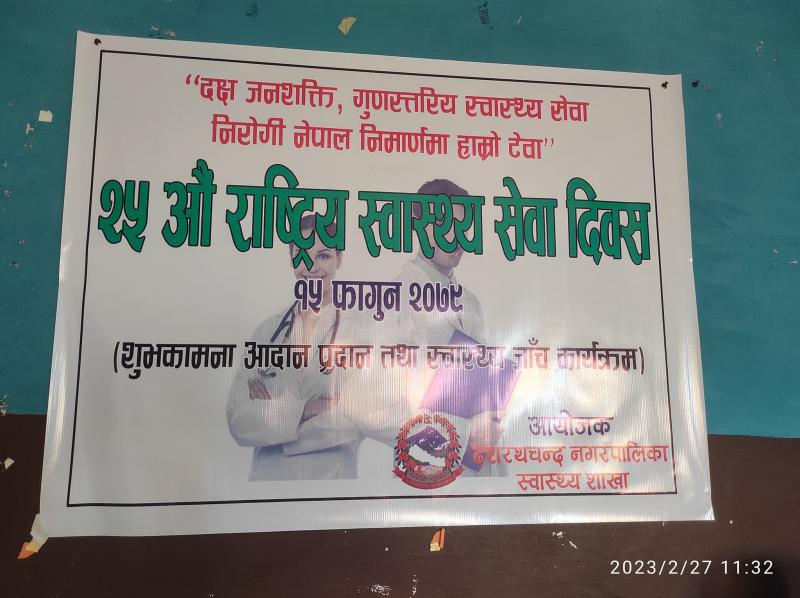 “दक्ष जनशक्ति, गुणस्तरिय स्वास्थ्य सेवा
निरोगी नेपाल निमार्णमा हाम्रो टेवा”
२५ औं राष्ट्रिय स्वास्थ्य सेवा दिवस
१५ फागुन २०७९
(शुभकामना आदान प्रदान तथा स्वास्थ्य जाँच कार्यक्रम)
आयोजक
दशरथचन्द नगरपालिका
स्वास्थ्य शाखा
2023/2/27 11:32